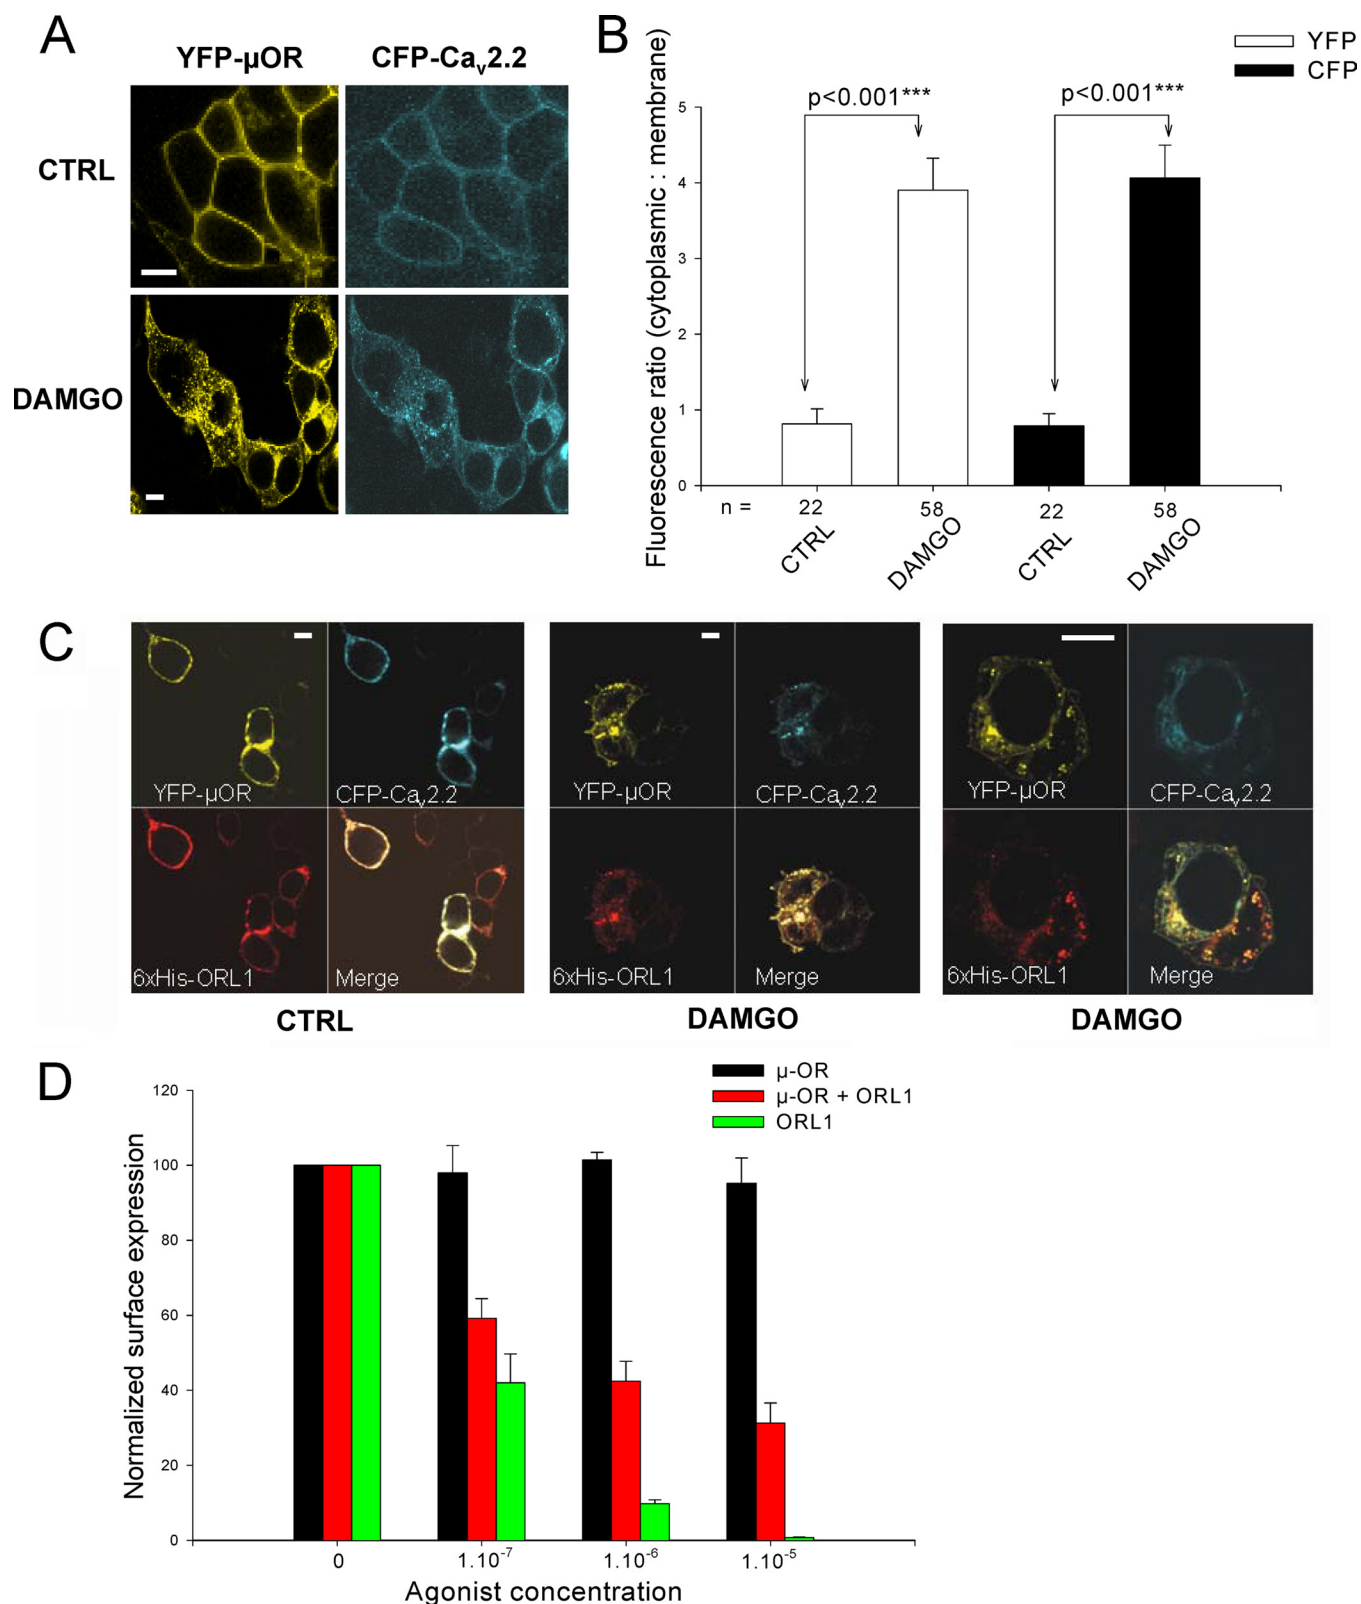 A
YFP-µOR
CFP-Caᵥ2.2
CTRL
DAMGO
B
YFP
CFP
p<0.001***
p<0.001***
Fluorescence ratio (cytoplasmic : membrane)
5
4
3
2
1
0
n =
22
58
22
58
CTRL
DAMGO
CTRL
DAMGO
C
YFP-µOR
CFP-Caᵥ2.2
6xHis-ORL1
Merge
CTRL
YFP-µOR
CFP-Caᵥ2.2
6xHis-ORL1
Merge
DAMGO
YFP-µOR
CFP-Caᵥ2.2
6xHis-ORL1
Merge
DAMGO
D
µ-OR
µ-OR + ORL1
ORL1
Normalized surface expression
120
100
80
60
40
20
0
0
1.10⁻⁷
1.10⁻⁶
1.10⁻⁵
Agonist concentration